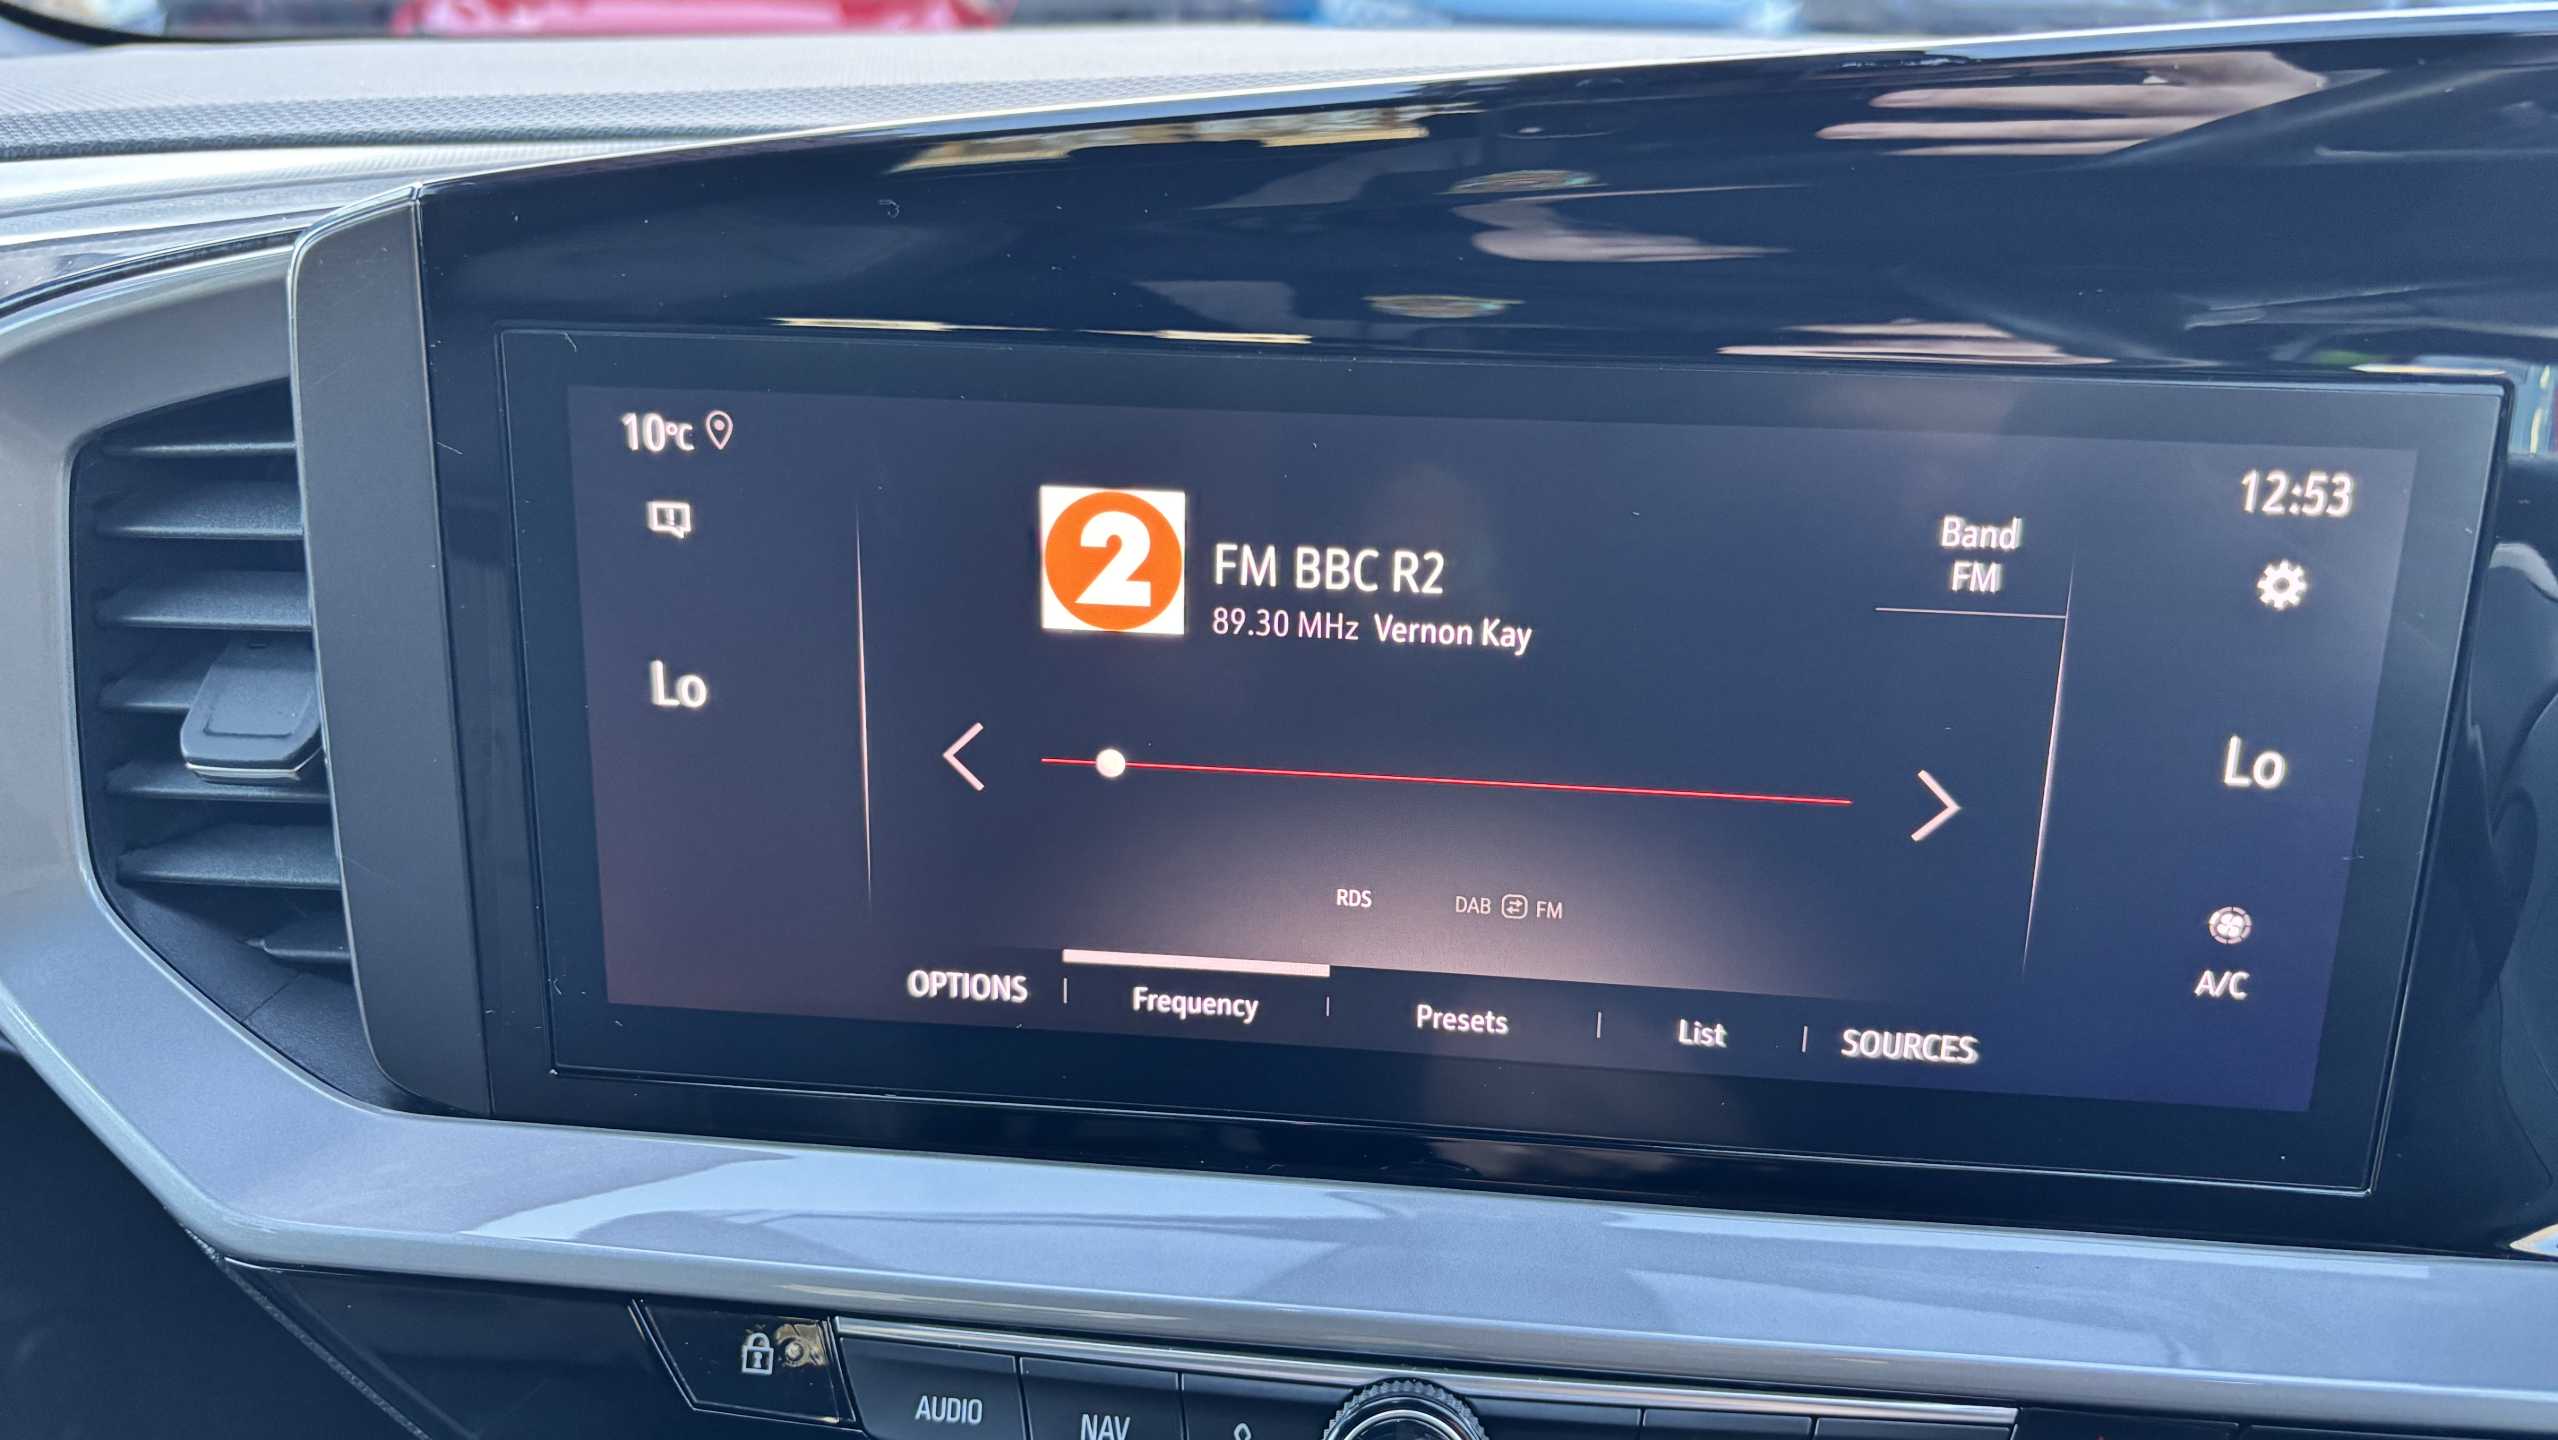 10°C
12:53
2
FM BBC R2
89.30 MHz Vernon Kay
Band
FM
Lo
Lo
RDS
DAB FM
A/C
OPTIONS
Frequency
Presets
List
SOURCES
AUDIO
NAV